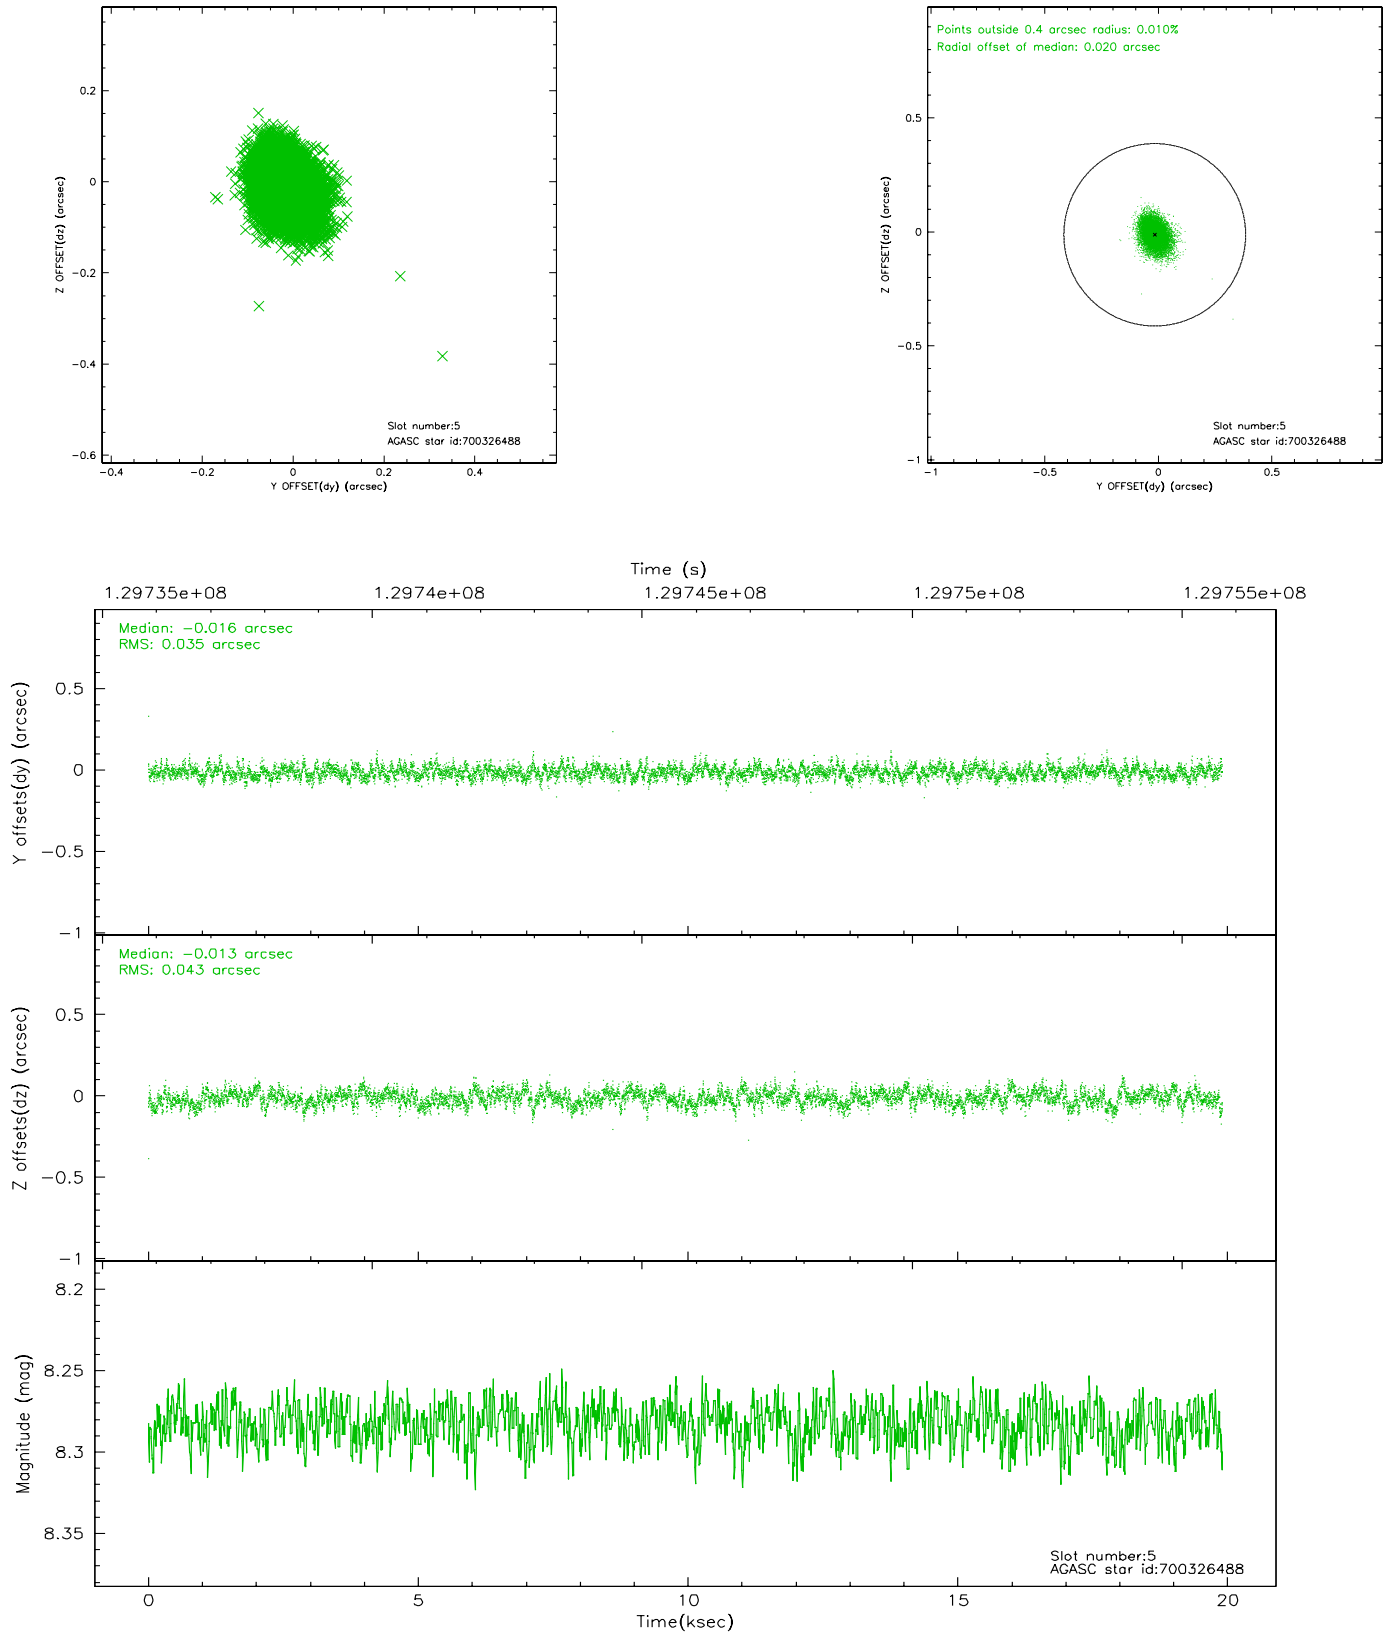 0.2
0
−0.2
−0.4
−0.6
Z OFFSET(dz) (arcsec)
−0.4
−0.2
0
0.2
0.4
Y OFFSET(dy) (arcsec)
Slot number:5
AGASC star id:700326488
Points outside 0.4 arcsec radius: 0.010%
Radial offset of median: 0.020 arcsec
0.5
0
−0.5
−1
Z OFFSET(dz) (arcsec)
−1
−0.5
0
0.5
Y OFFSET(dy) (arcsec)
Slot number:5
AGASC star id:700326488
Time (s)
1.29735e+08
1.2974e+08
1.29745e+08
1.2975e+08
1.29755e+08
Median: −0.016 arcsec
RMS: 0.035 arcsec
0.5
0
−0.5
−1
Y offsets(dy) (arcsec)
Median: −0.013 arcsec
RMS: 0.043 arcsec
0.5
0
−0.5
−1
Z offsets(dz) (arcsec)
8.2
8.25
8.3
8.35
Magnitude (mag)
Slot number:5
AGASC star id:700326488
0
5
10
15
20
Time(ksec)